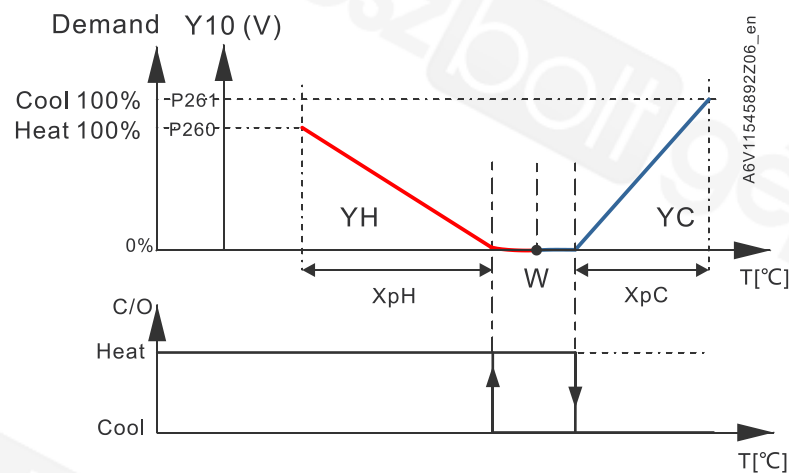 Demand Y10 (V)
Cool 100% P261
Heat 100% P260
YH YC
0%
W T[°C]
XpH XpC
C/O
Heat
Cool
T[°C]
A6V11545892Z06_en